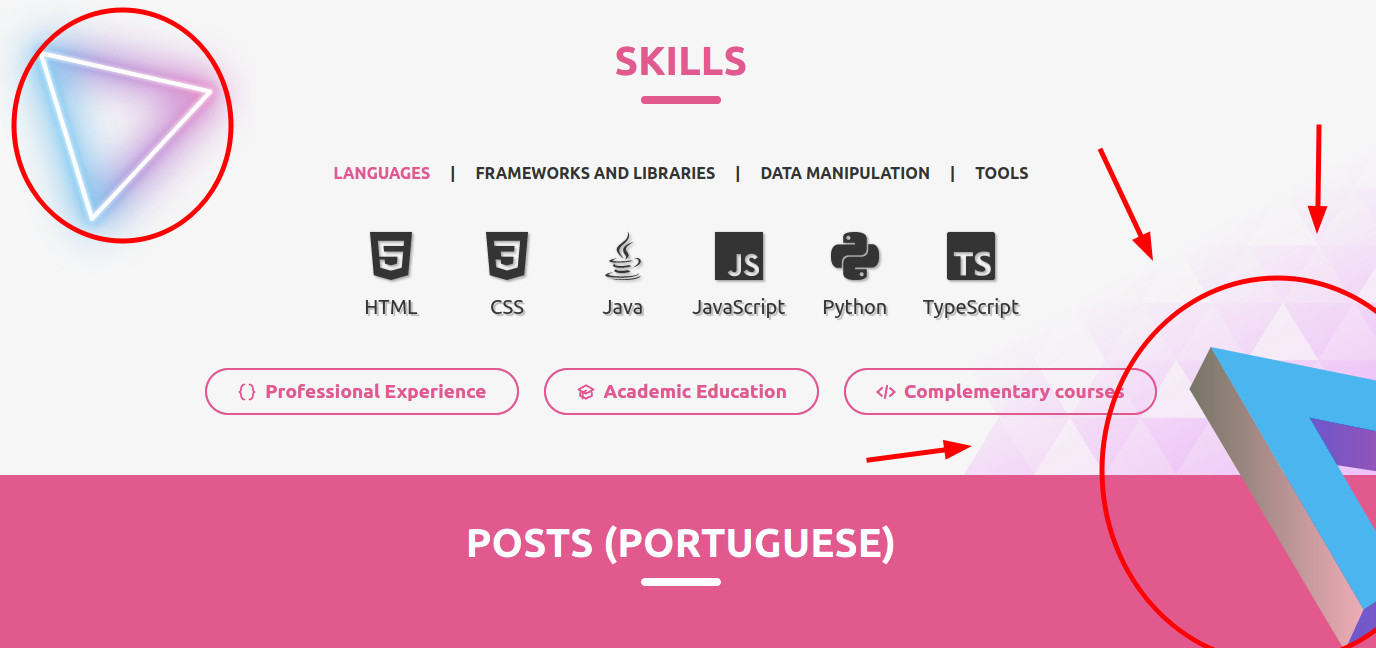 SKILLS
LANGUAGES | FRAMEWORKS AND LIBRARIES | DATA MANIPULATION | TOOLS
5 3 JS TS
HTML CSS Java JavaScript Python TypeScript
{} Professional Experience Academic Education </> Complementary courses
POSTS (PORTUGUESE)